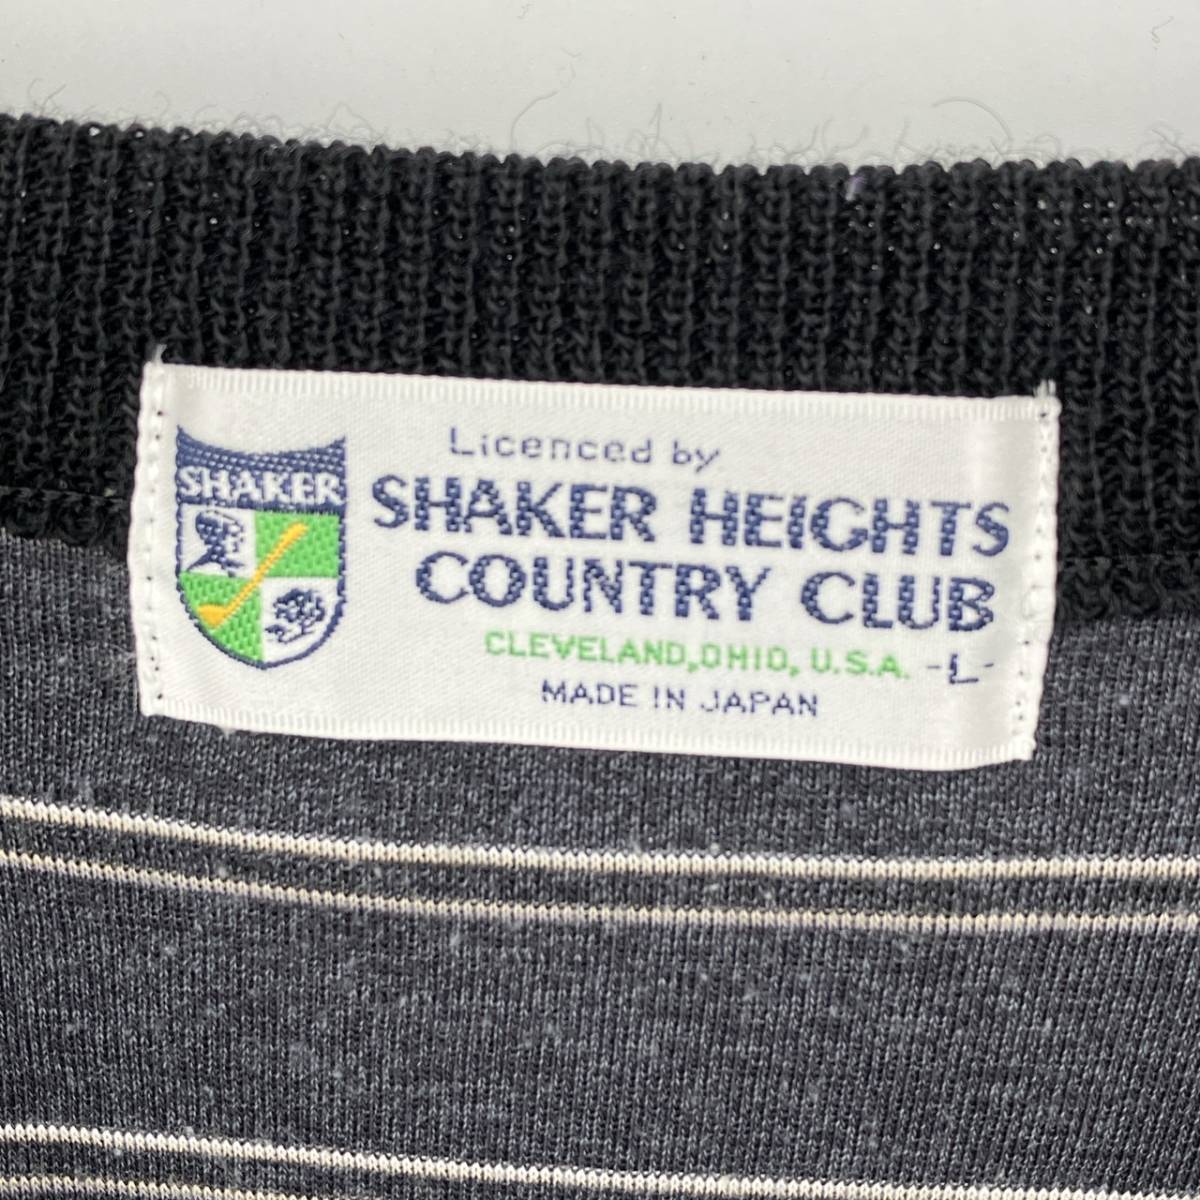 Licenced by
SHAKER
SHAKER HEIGHTS
COUNTRY CLUB
CLEVELAND, OHIO, U.S.A. -L-
MADE IN JAPAN